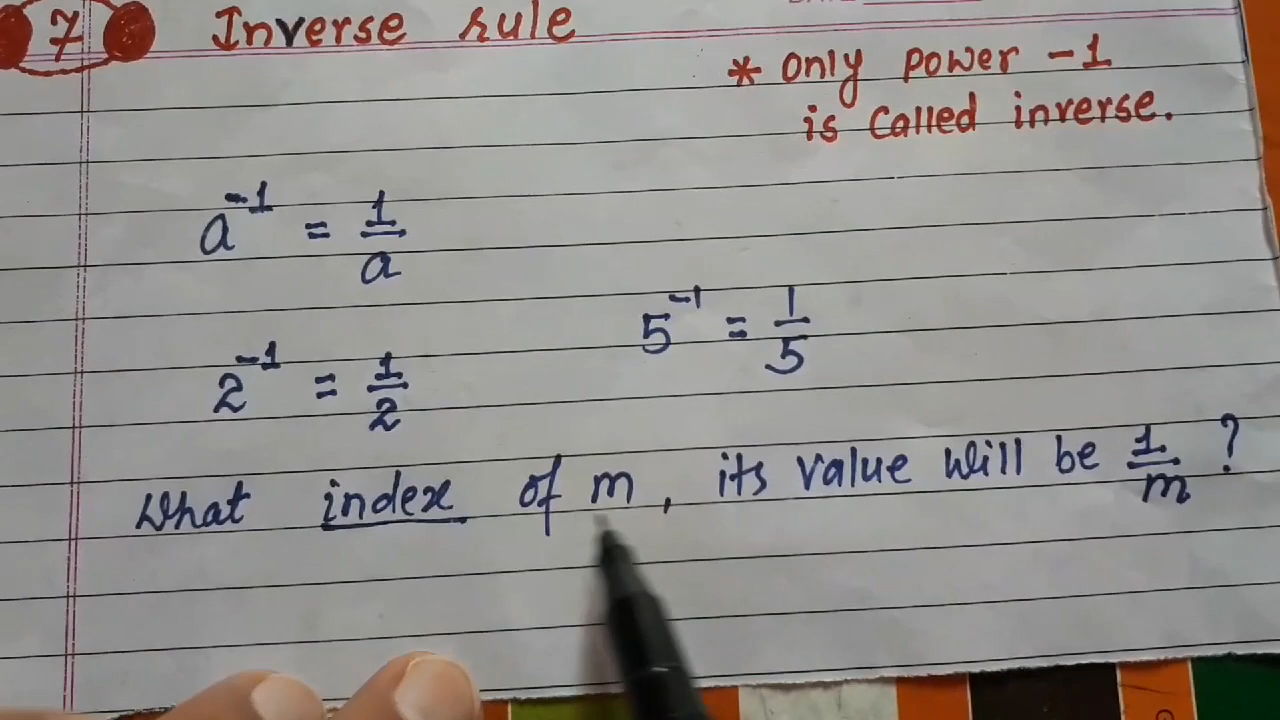 7 Inverse rule
* only power -1
is called inverse.
a⁻¹ = 1/a
5⁻¹ = 1/5
2⁻¹ = 1/2
What index of m, its value will be 1/m ?